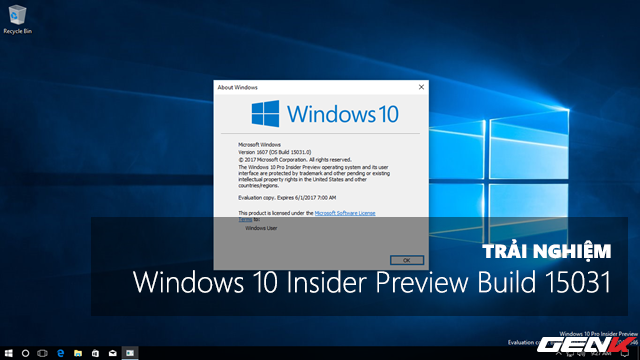 Recycle Bin
About Windows
Windows 10
Microsoft Windows
Version 1607 (OS Build 15031.0)
© 2017 Microsoft Corporation. All rights reserved.
The Windows 10 Pro Insider Preview operating system and its user
interface are protected by trademark and other pending or existing
intellectual property rights in the United States and other
countries/regions.
Evaluation copy. Expires 6/1/2017 7:00 AM
This product is licensed under the Microsoft Software License
Terms to:
Windows User
OK
TRẢI NGHIỆM
Windows 10 Insider Preview Build 15031
Windows 10 Pro Insider Preview
Evaluation
GENK